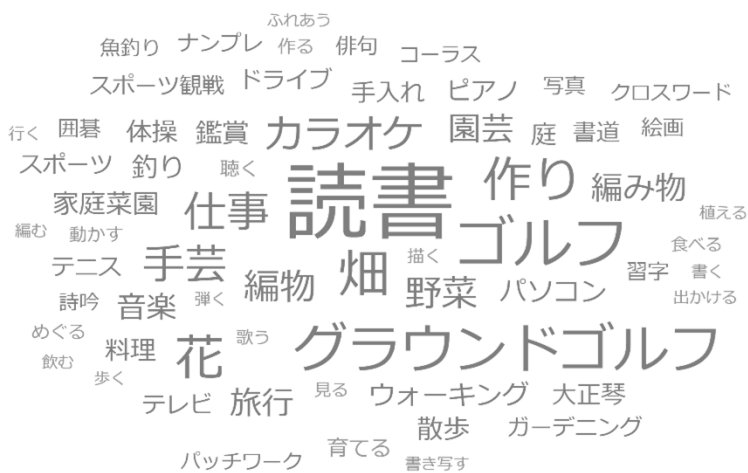 ふれあう
魚釣り ナンプレ 作る 俳句 コーラス
スポーツ観戦 ドライブ 手入れ ピアノ 写真 クロスワード
行く 囲碁 体操 鑑賞 カラオケ 園芸 庭 書道 絵画
スポーツ 釣り 聴く 読書 作り 編み物
家庭菜園 仕事 ゴルフ 植える
編む 動かす 食べる
テニス 手芸 編物 畑 描く 野菜 パソコン 習字 書く
詩吟 音楽 弾く 出かける
めぐる 料理 花 歌う グラウンドゴルフ
飲む 歩く
テレビ 旅行 見る ウォーキング 大正琴
散歩 ガーデニング
パッチワーク 育てる 書き写す